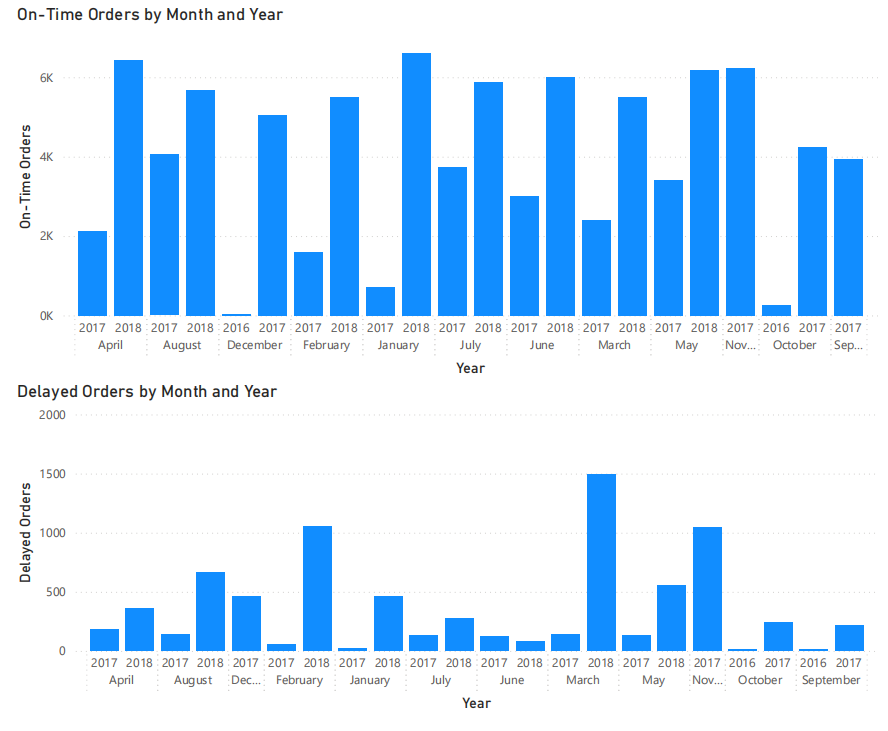 On-Time Orders by Month and Year
On-Time Orders
6K
4K
2K
0K
2017 2018 2017 2018 2016 2017 2017 2018 2017 2018 2017 2018 2017 2018 2017 2018 2017 2018 2017 2016 2017 2017
April August December February January July June March May Nov... October Sep...
Year
Delayed Orders by Month and Year
Delayed Orders
2000
1500
1000
500
0
2017 2018 2017 2018 2017 2017 2018 2017 2018 2017 2018 2017 2018 2017 2018 2017 2018 2017 2016 2017 2016 2017
April August Dec... February January July June March May Nov... October September
Year